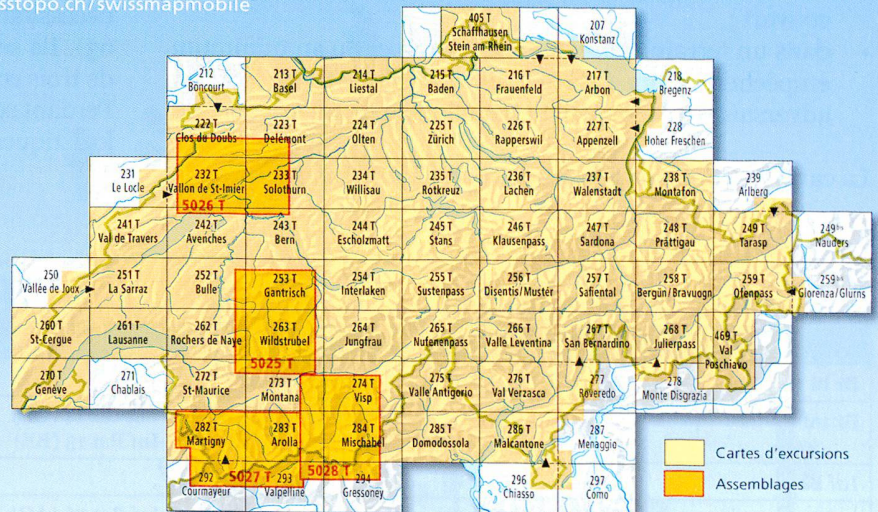 sstopo.ch/swissmapmobile
405 T
Schaffhausen
Stein am Rhein
207
Konstanz
212
Boncourt
213 T
Basel
214 T
Liestal
215 T
Baden
216 T
Frauenfeld
217 T
Arbon
218
Bregenz
222 T
Clos du Doubs
223 T
Delémont
224 T
Olten
225 T
Zürich
226 T
Rapperswil
227 T
Appenzell
228
Hoher Freschen
231
Le Locle
232 T
Vallon de St-Imier
233 T
Solothurn
234 T
Willisau
235 T
Rotkreuz
236 T
Lachen
237 T
Walenstadt
238 T
Montafon
239
Arlberg
5026 T
241 T
Val de Travers
242 T
Avenches
243 T
Bern
244 T
Escholzmatt
245 T
Stans
246 T
Klausenpass
247 T
Sardona
248 T
Prättigau
249 T
Tarasp
249bis
Nauders
250
Vallée de Joux
251 T
La Sarraz
252 T
Bulle
253 T
Gantrisch
254 T
Interlaken
255 T
Sustenpass
256 T
Disentis/Mustér
257 T
Safiental
258 T
Bergün/Bravuogn
259 T
Ofenpass
259bis
Glorenza/Glurns
260 T
St-Cergue
261 T
Lausanne
262 T
Rochers de Naye
263 T
Wildstrubel
264 T
Jungfrau
265 T
Nufenenpass
266 T
Valle Leventina
267 T
San Bernardino
268 T
Julierpass
469 T
Val
Poschiavo
5025 T
270 T
Genève
271
Chablais
272 T
St-Maurice
273 T
Montana
274 T
Visp
275 T
Valle Antigorio
276 T
Val Verzasca
277
Roveredo
278
Monte Disgrazia
282 T
Martigny
283 T
Arolla
284 T
Mischabel
285 T
Domodossola
286 T
Malcantone
287
Menaggio
292
Courmayeur
5027 T
293
Valpelline
5028 T
294
Gressoney
296
Chiasso
297
Como
Cartes d'excursions
Assemblages